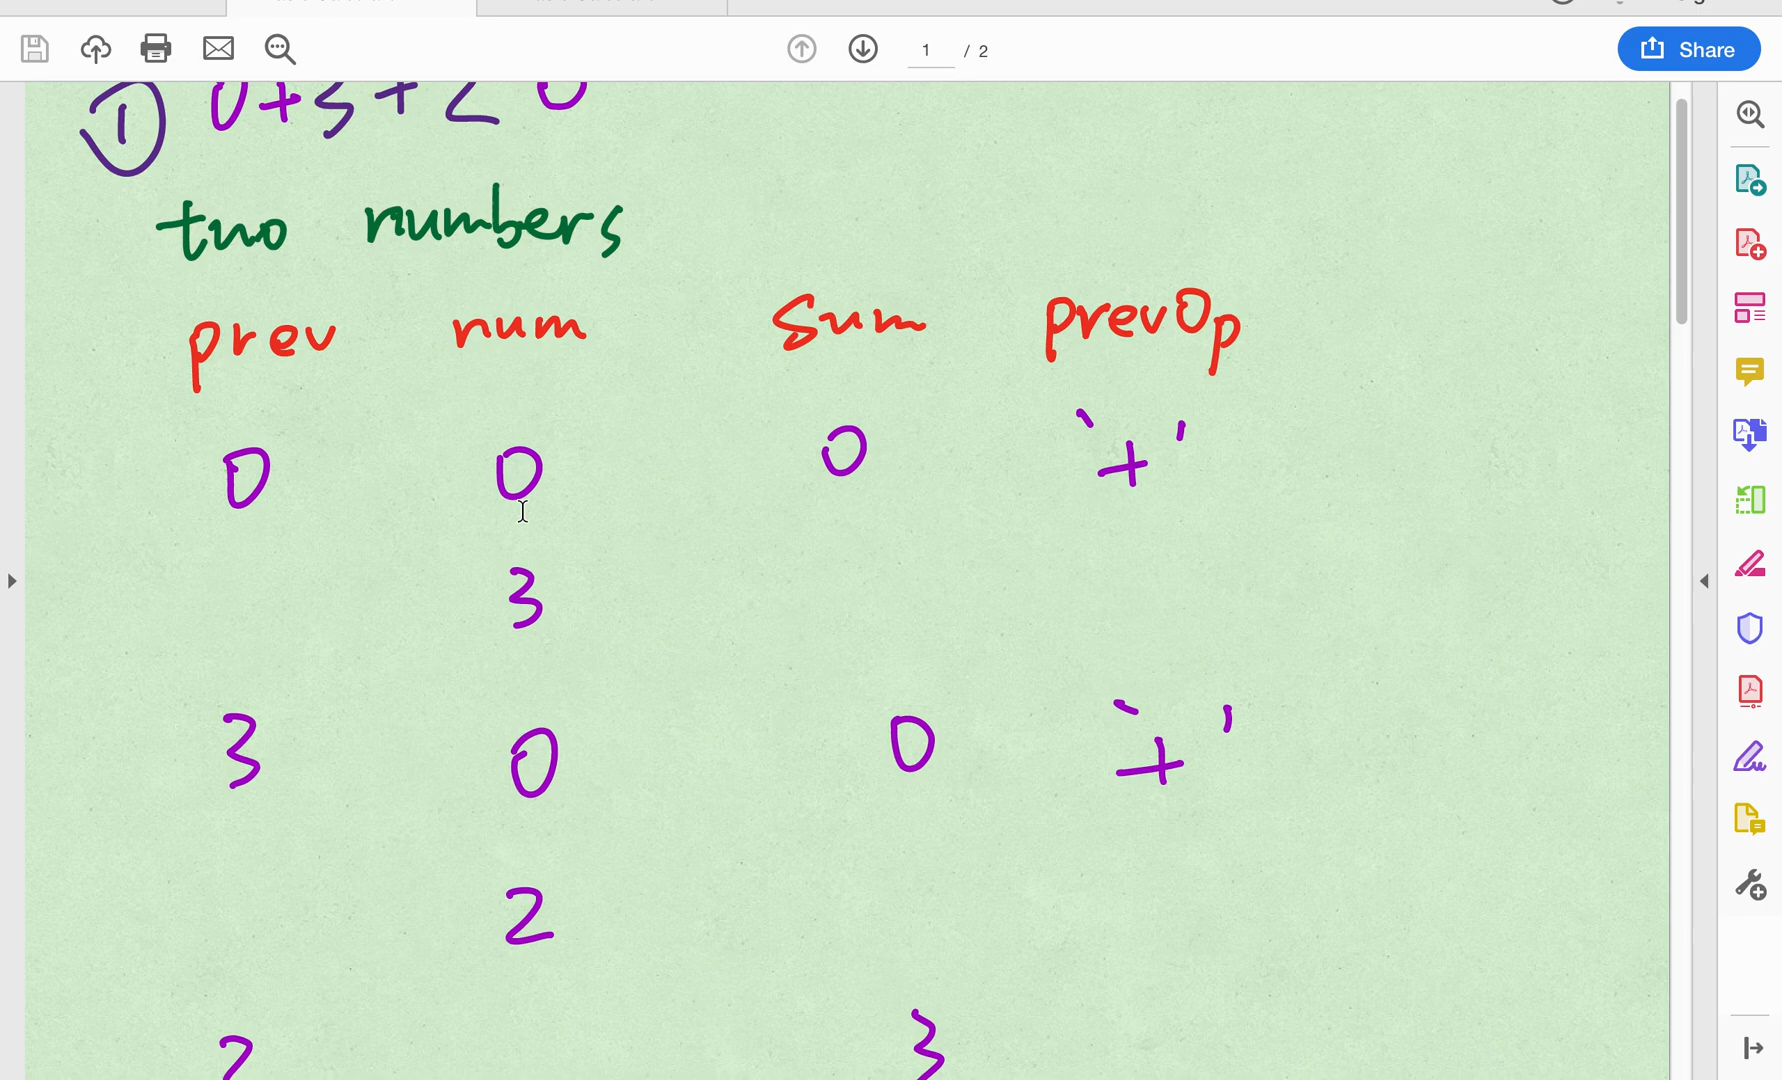 1 / 2
Share
① 0+3+2 0
two numbers
prev num sum prevOp
0 0 0 '+'
3
3 0 0 '+'
2
2 3